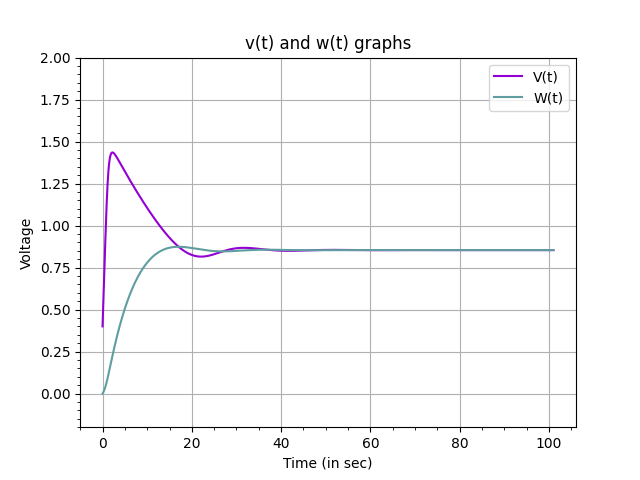 v(t) and w(t) graphs
2.00
1.75
1.50
1.25
1.00
0.75
0.50
0.25
0.00
Voltage
V(t)
W(t)
0 20 40 60 80 100
Time (in sec)